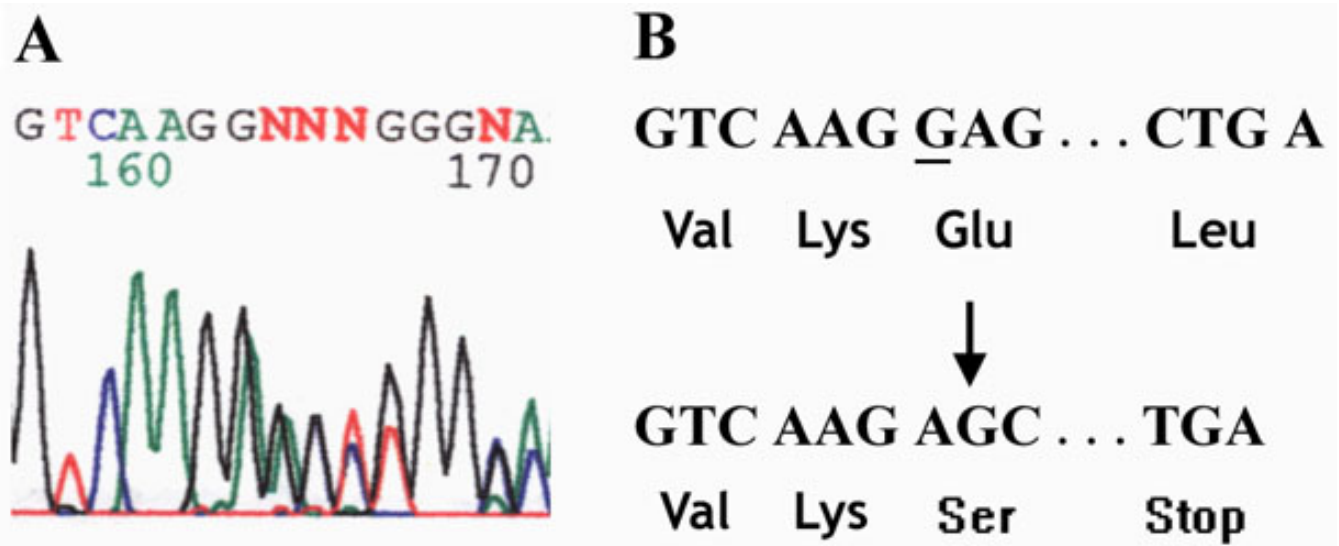 A
GTCAAGGNNNGGGNA
160 170
B
GTC AAG GAG . . . CTG A
Val Lys Glu Leu
GTC AAG AGC . . . TGA
Val Lys Ser Stop